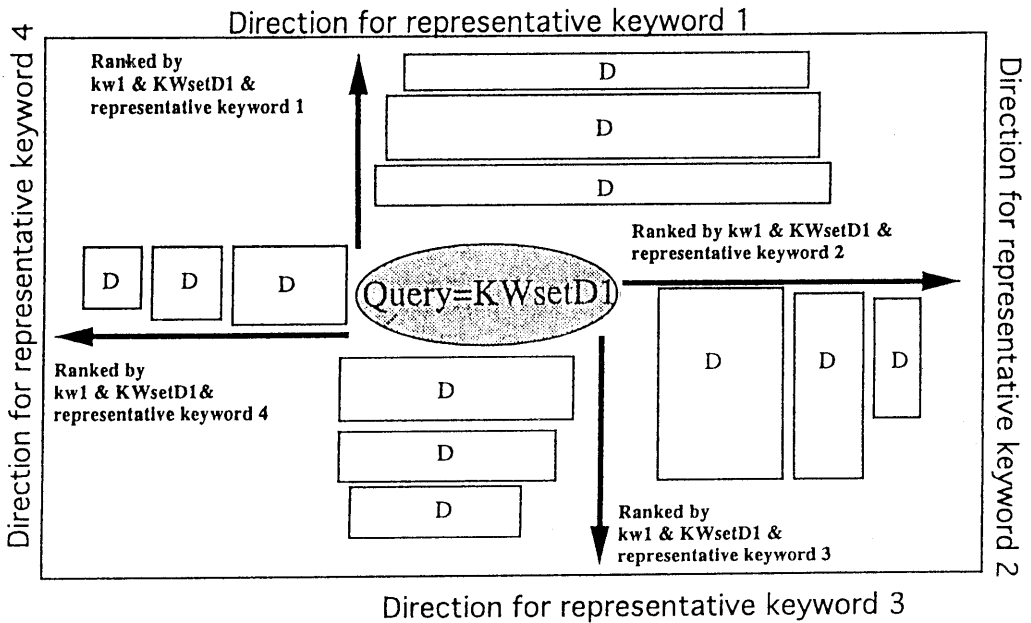 Direction for representative keyword 1
Direction for representative keyword 4
Direction for representative keyword 2
Ranked by
kw1 & KWsetD1 &
representative keyword 1
D
D
D
Ranked by kw1 & KWsetD1 &
representative keyword 2
D
D
D
Query=KWsetD1
D
D
D
Ranked by
kw1 & KWsetD1&
representative keyword 4
D
D
D
Ranked by
kw1 & KWsetD1 &
representative keyword 3
Direction for representative keyword 3